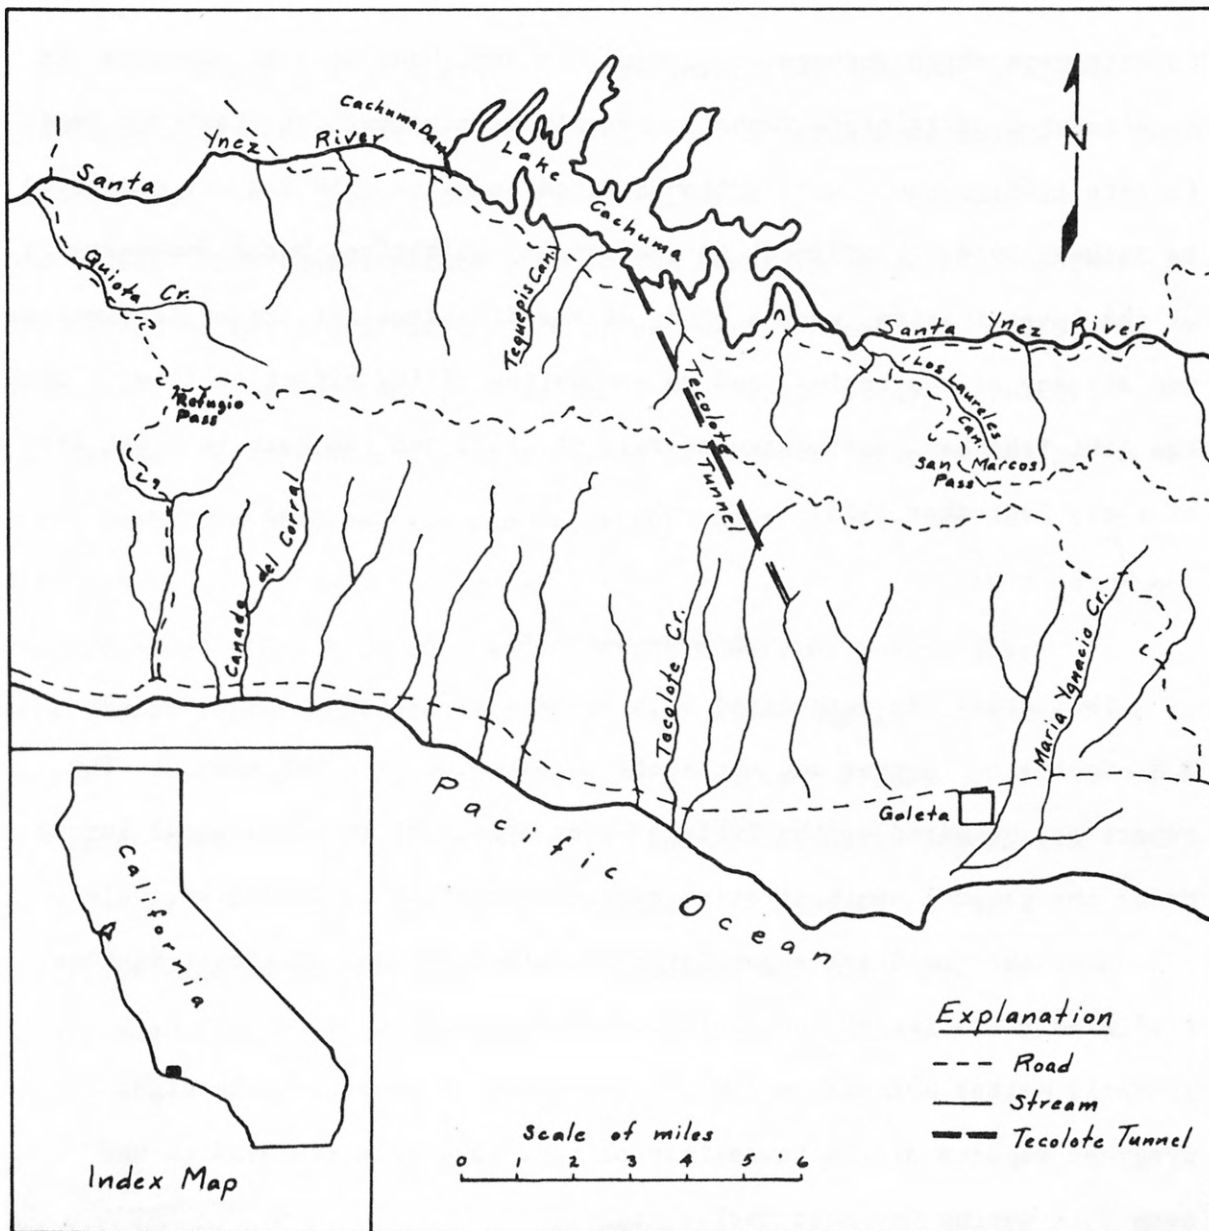 Cachuma Dam
Lake
Cachuma
Santa Ynez River
N
Quiota Cr.
Tequepis Can.
Santa Ynez River
Refugio
Pass
Tecolote
Tunnel
Los Laureles
Can.
San Marcos
Pass
Canada del Corral
Tecolote Cr.
Maria Ygnacio Cr.
Goleta
Pacific Ocean
California
Index Map
Explanation
Road
Stream
Tecolote Tunnel
Scale of miles
0 1 2 3 4 5 6